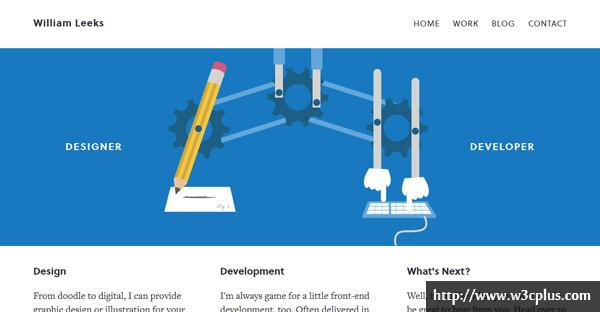 William Leeks
HOME WORK BLOG CONTACT
DESIGNER
DEVELOPER
Design
Development
What's Next?
From doodle to digital, I can provide
graphic design or illustration for your
I'm always game for a little front-end
development, too. Often delivered in
be great to hear from you. Head over to
http://www.w3cplus.com